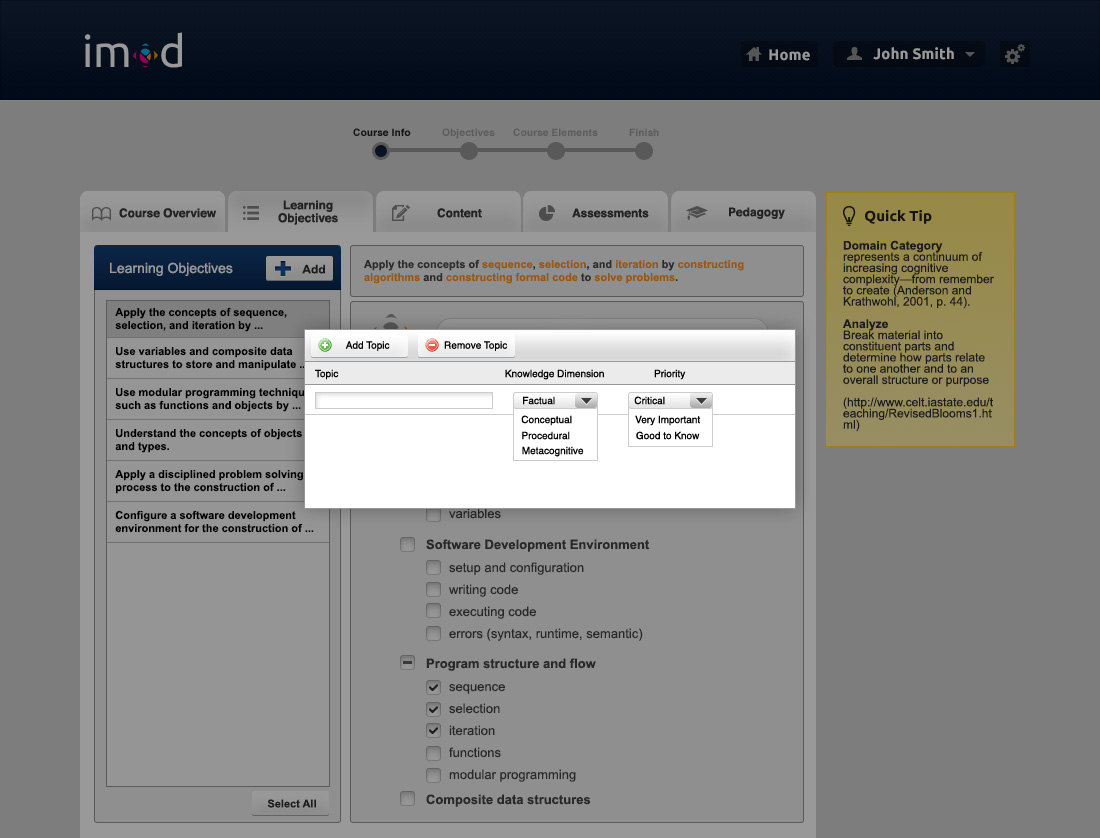 imod
Home
John Smith
Course Info
Objectives
Course Elements
Finish
Course Overview
Learning
Objectives
Content
Assessments
Pedagogy
Learning Objectives
Add
Apply the concepts of sequence,
selection, and iteration by ...
Use variables and composite data
structures to store and manipulate ..
Use modular programming techniqu
such as functions and objects by ...
Understand the concepts of objects
and types.
Apply a disciplined problem solving
process to the construction of ...
Configure a software development
environment for the construction of ...
Select All
Apply the concepts of sequence, selection, and iteration by constructing
algorithms and constructing formal code to solve problems.
Add Topic
Remove Topic
Topic
Knowledge Dimension
Priority
Factual
Critical
Conceptual
Procedural
Metacognitive
Very Important
Good to Know
variables
Software Development Environment
setup and configuration
writing code
executing code
errors (syntax, runtime, semantic)
Program structure and flow
sequence
selection
iteration
functions
modular programming
Composite data structures
Quick Tip
Domain Category
represents a continuum of
increasing cognitive
complexity—from remember
to create (Anderson and
Krathwohl, 2001, p. 44).
Analyze
Break material into
constituent parts and
determine how parts relate
to one another and to an
overall structure or purpose
(http://www.celt.iastate.edu/t
eaching/RevisedBlooms1.ht
ml)